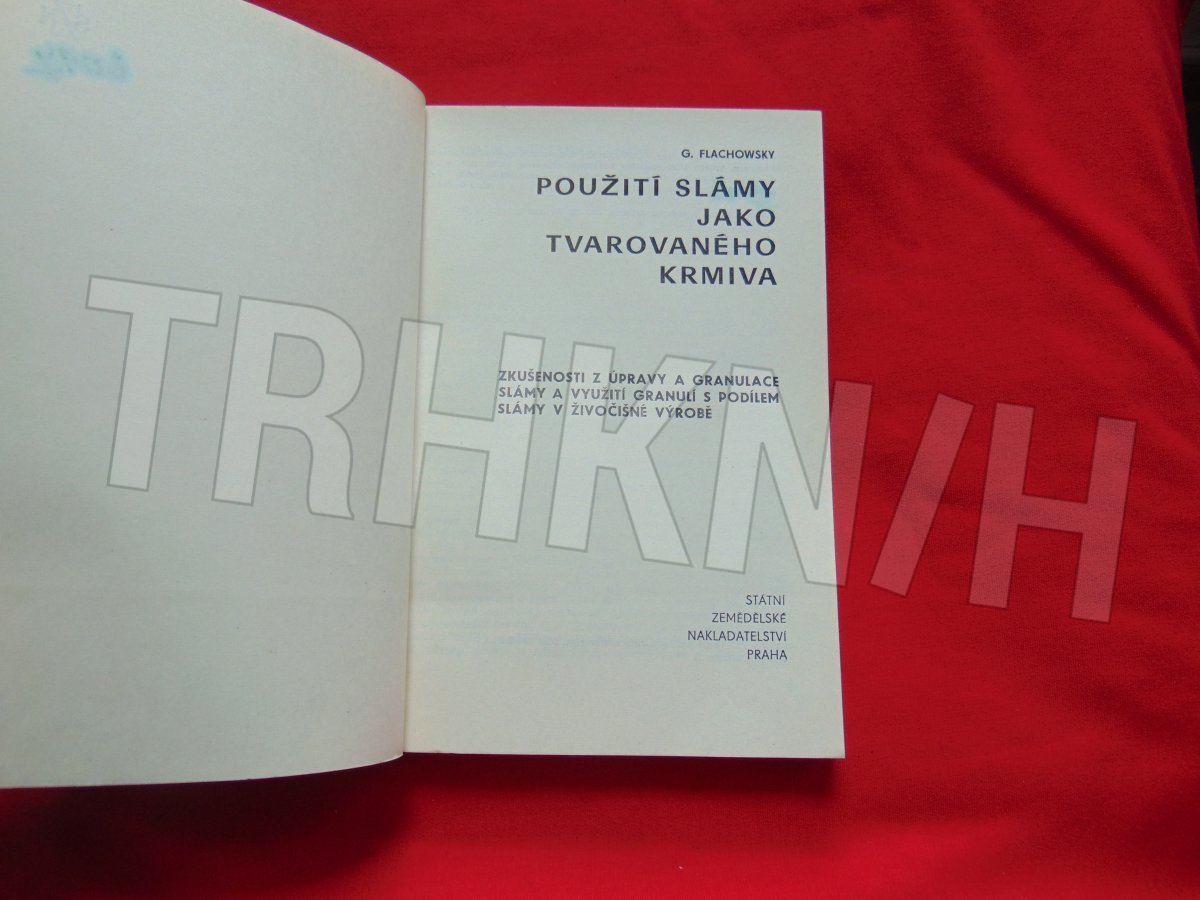 G. FLACHOWSKY
POUŽITÍ SLÁMY
JAKO
TVAROVANÉHO
KRMIVA
ZKUŠENOSTI Z ÚPRAVY A GRANULACE
SLÁMY A VYUŽITÍ GRANULÍ S PODÍLEM
SLÁMY V ŽIVOČIŠNÉ VÝROBĚ
TRHKN/H
STÁTNÍ
ZEMĚDĚLSKÉ
NAKLADATELSTVÍ
PRAHA